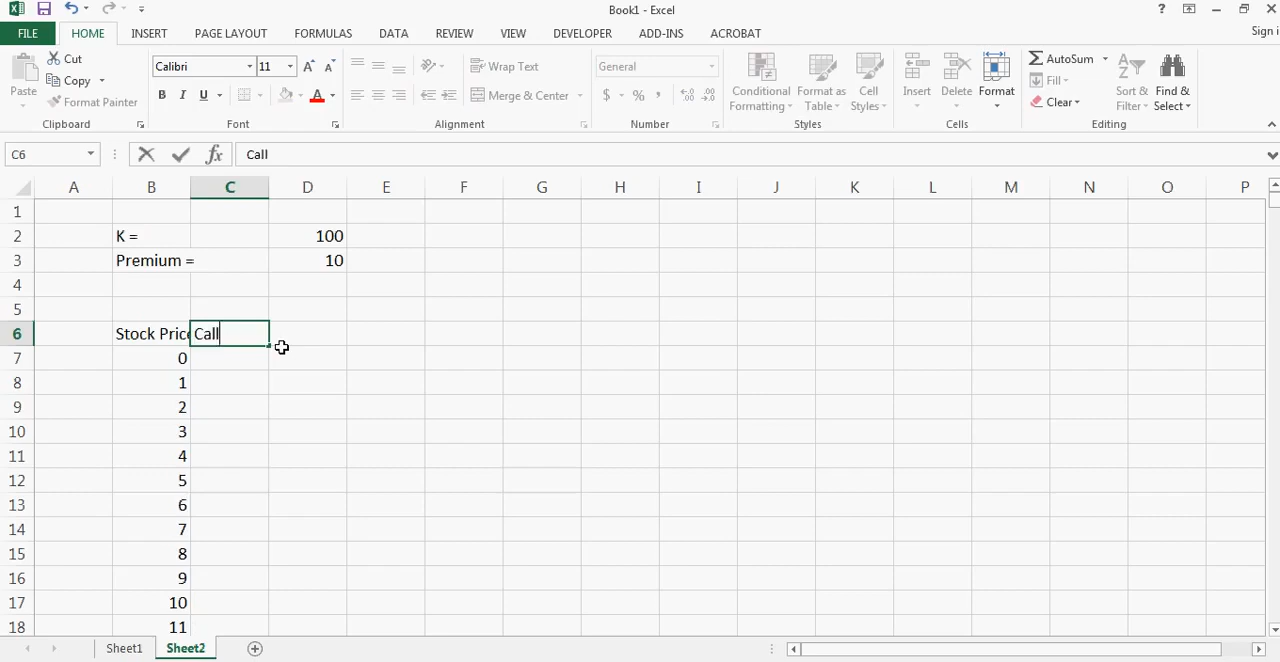 Book1 - Excel
?
FILE HOME INSERT PAGE LAYOUT FORMULAS DATA REVIEW VIEW DEVELOPER ADD-INS ACROBAT Sign i
Paste Cut Copy Format Painter
Calibri 11 A A
B I U A
Wrap Text
Merge & Center
General
$ % ,
Conditional Formatting Format as Table Cell Styles
Insert Delete Format
AutoSum
Fill
Clear
Sort & Filter Find & Select
Clipboard Font Alignment Number Styles Cells Editing
C6 fx Call
A B C D E F G H I J K L M N O P
1
2 K = 100
3 Premium = 10
4
5
6 Stock Price Call
7 0
8 1
9 2
10 3
11 4
12 5
13 6
14 7
15 8
16 9
17 10
18 11
Sheet1 Sheet2